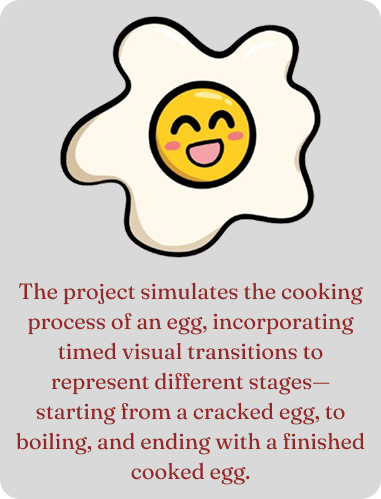 The project simulates the cooking
process of an egg, incorporating
timed visual transitions to
represent different stages—
starting from a cracked egg, to
boiling, and ending with a finished
cooked egg.